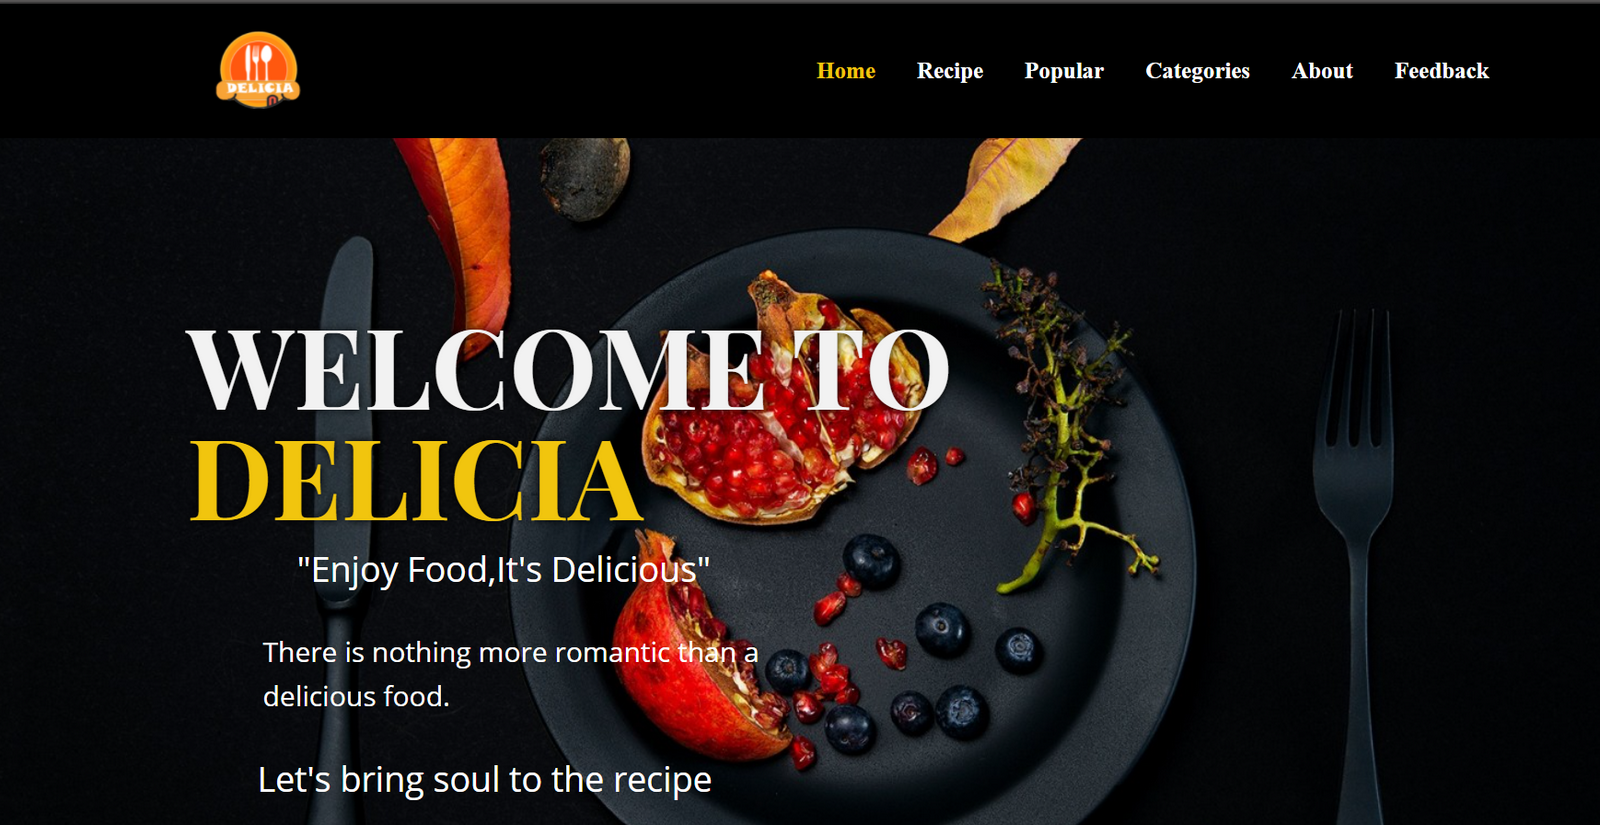 DELICIA
Home Recipe Popular Categories About Feedback
WELCOME TO
DELICIA
"Enjoy Food,It's Delicious"
There is nothing more romantic than a
delicious food.
Let's bring soul to the recipe